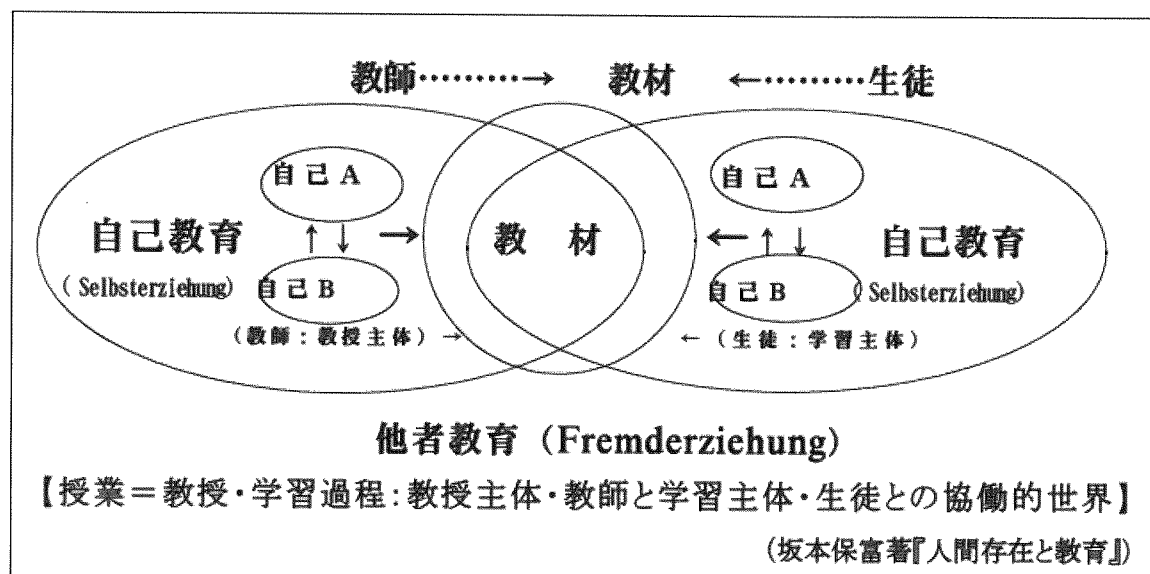 教師………→ 教材 ←………生徒
自己A 自己A
自己教育 ↑↓ → 教 材 ← ↑↓ 自己教育
(Selbsterziehung) 自己B 自己B (Selbsterziehung)
(教師:教授主体) → ← (生徒:学習主体)
他者教育 (Fremderziehung)
【授業=教授・学習過程:教授主体・教師と学習主体・生徒との協働的世界】
(坂本保富著『人間存在と教育』)